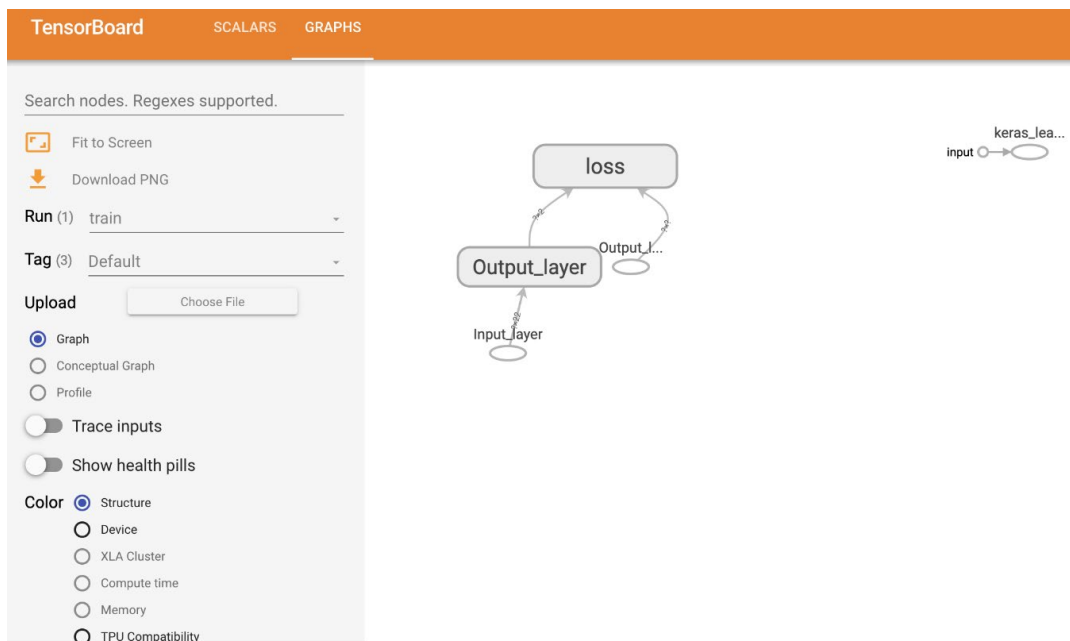 TensorBoard SCALARS GRAPHS
Search nodes. Regexes supported.
Fit to Screen
Download PNG
Run (1) train
Tag (3) Default
Upload Choose File
Graph
Conceptual Graph
Profile
Trace inputs
Show health pills
Color Structure
Device
XLA Cluster
Compute time
Memory
TPU Compatibility
loss
?×2
?×?
Output_layer
Output_l...
?×22
Input_layer
keras_lea...
input